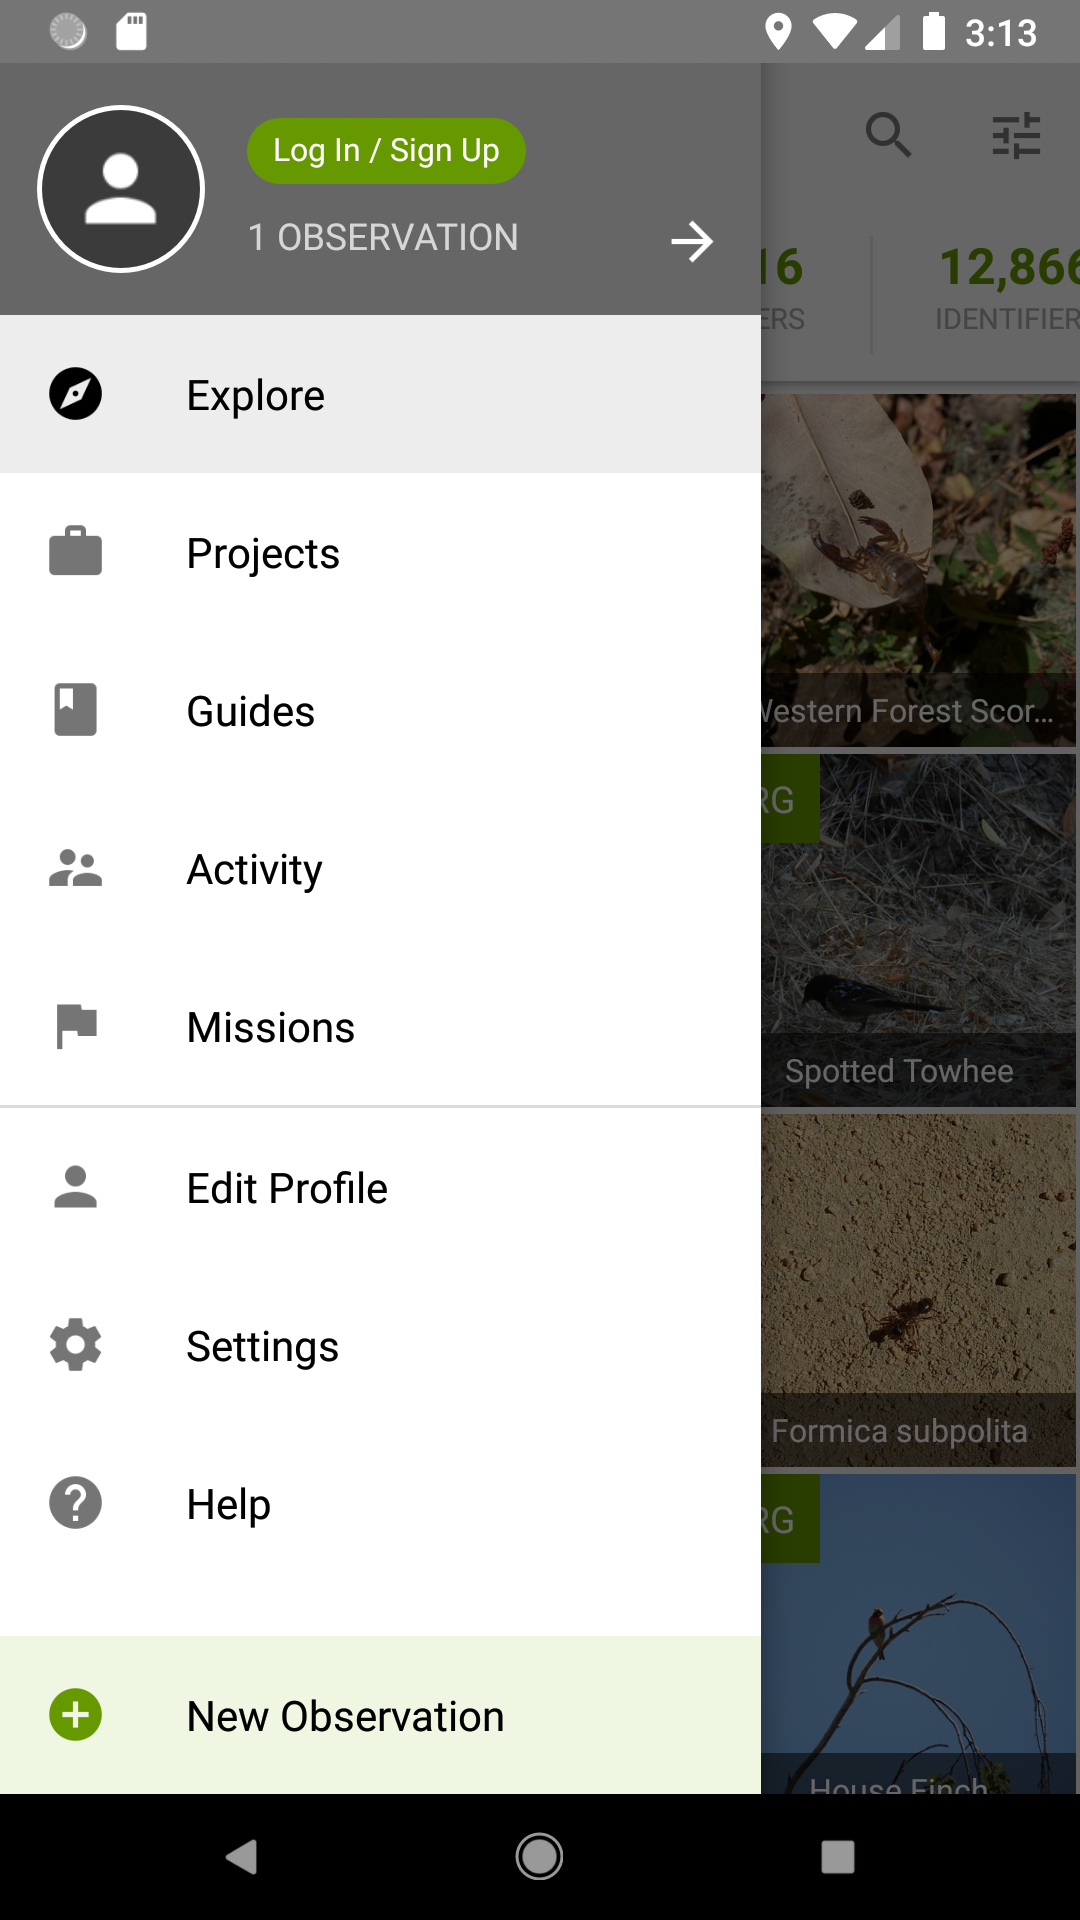 3:13
Log In / Sign Up
1 OBSERVATION
16
12,866
ERS
IDENTIFIER
Explore
Projects
Guides
Activity
Missions
Edit Profile
Settings
Help
New Observation
Western Forest Scor...
RG
Spotted Towhee
Formica subpolita
RG
House Finch